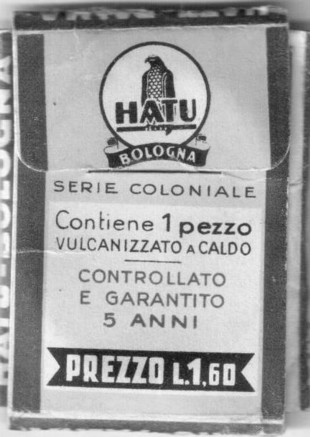 HATU
BOLOGNA
SERIE COLONIALE
Contiene 1 pezzo
VULCANIZZATO A CALDO
CONTROLLATO
E GARANTITO
5 ANNI
PREZZO L.1,60
HATU-BOLOGNA